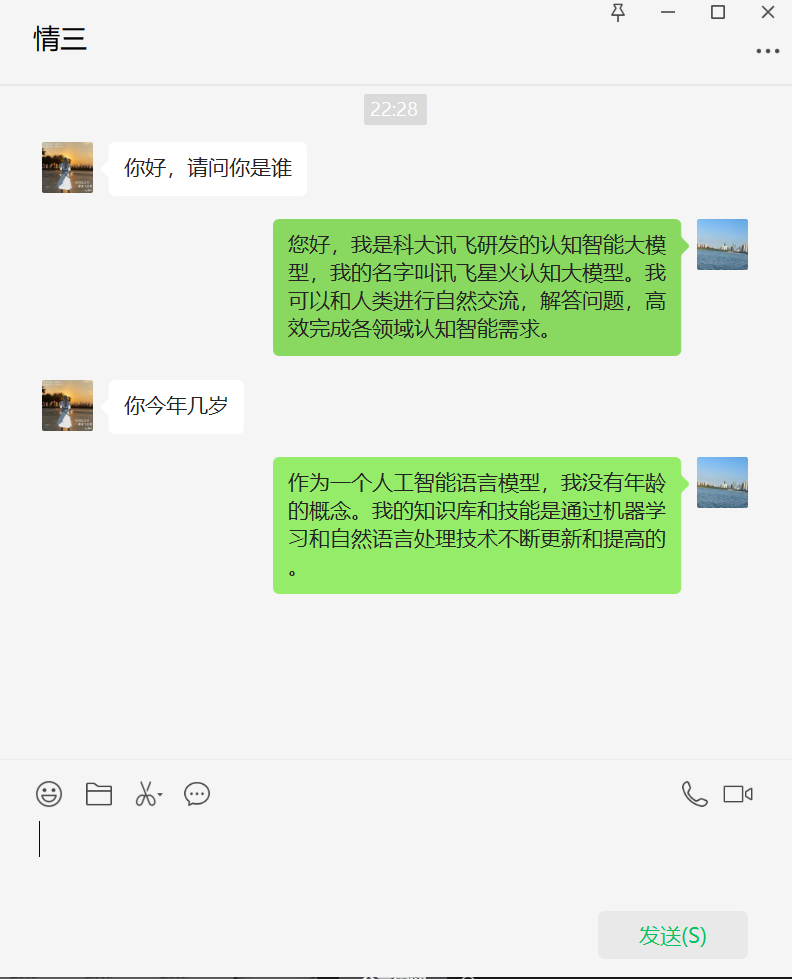 情三
22:28
你好，请问你是谁
您好，我是科大讯飞研发的认知智能大模
型，我的名字叫讯飞星火认知大模型。我
可以和人类进行自然交流，解答问题，高
效完成各领域认知智能需求。
你今年几岁
作为一个人工智能语言模型，我没有年龄
的概念。我的知识库和技能是通过机器学
习和自然语言处理技术不断更新和提高的
。
发送(S)